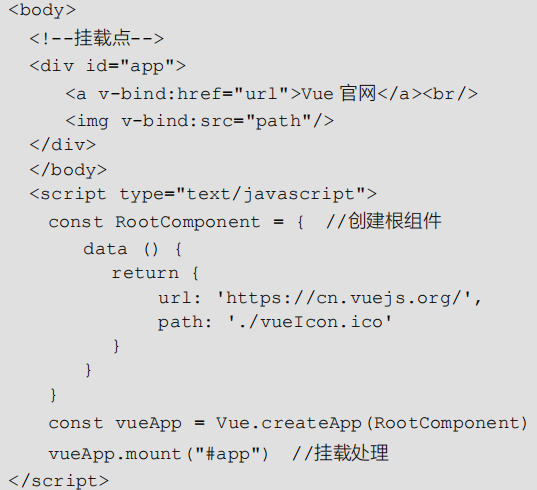 <body>
<!--挂载点-->
<div id="app">
<a v-bind:href="url">Vue 官网</a><br/>
<img v-bind:src="path"/>
</div>
</body>
<script type="text/javascript">
const RootComponent = { //创建根组件
data () {
return {
url: 'https://cn.vuejs.org/',
path: './vueIcon.ico'
}
}
}
const vueApp = Vue.createApp(RootComponent)
vueApp.mount("#app") //挂载处理
</script>